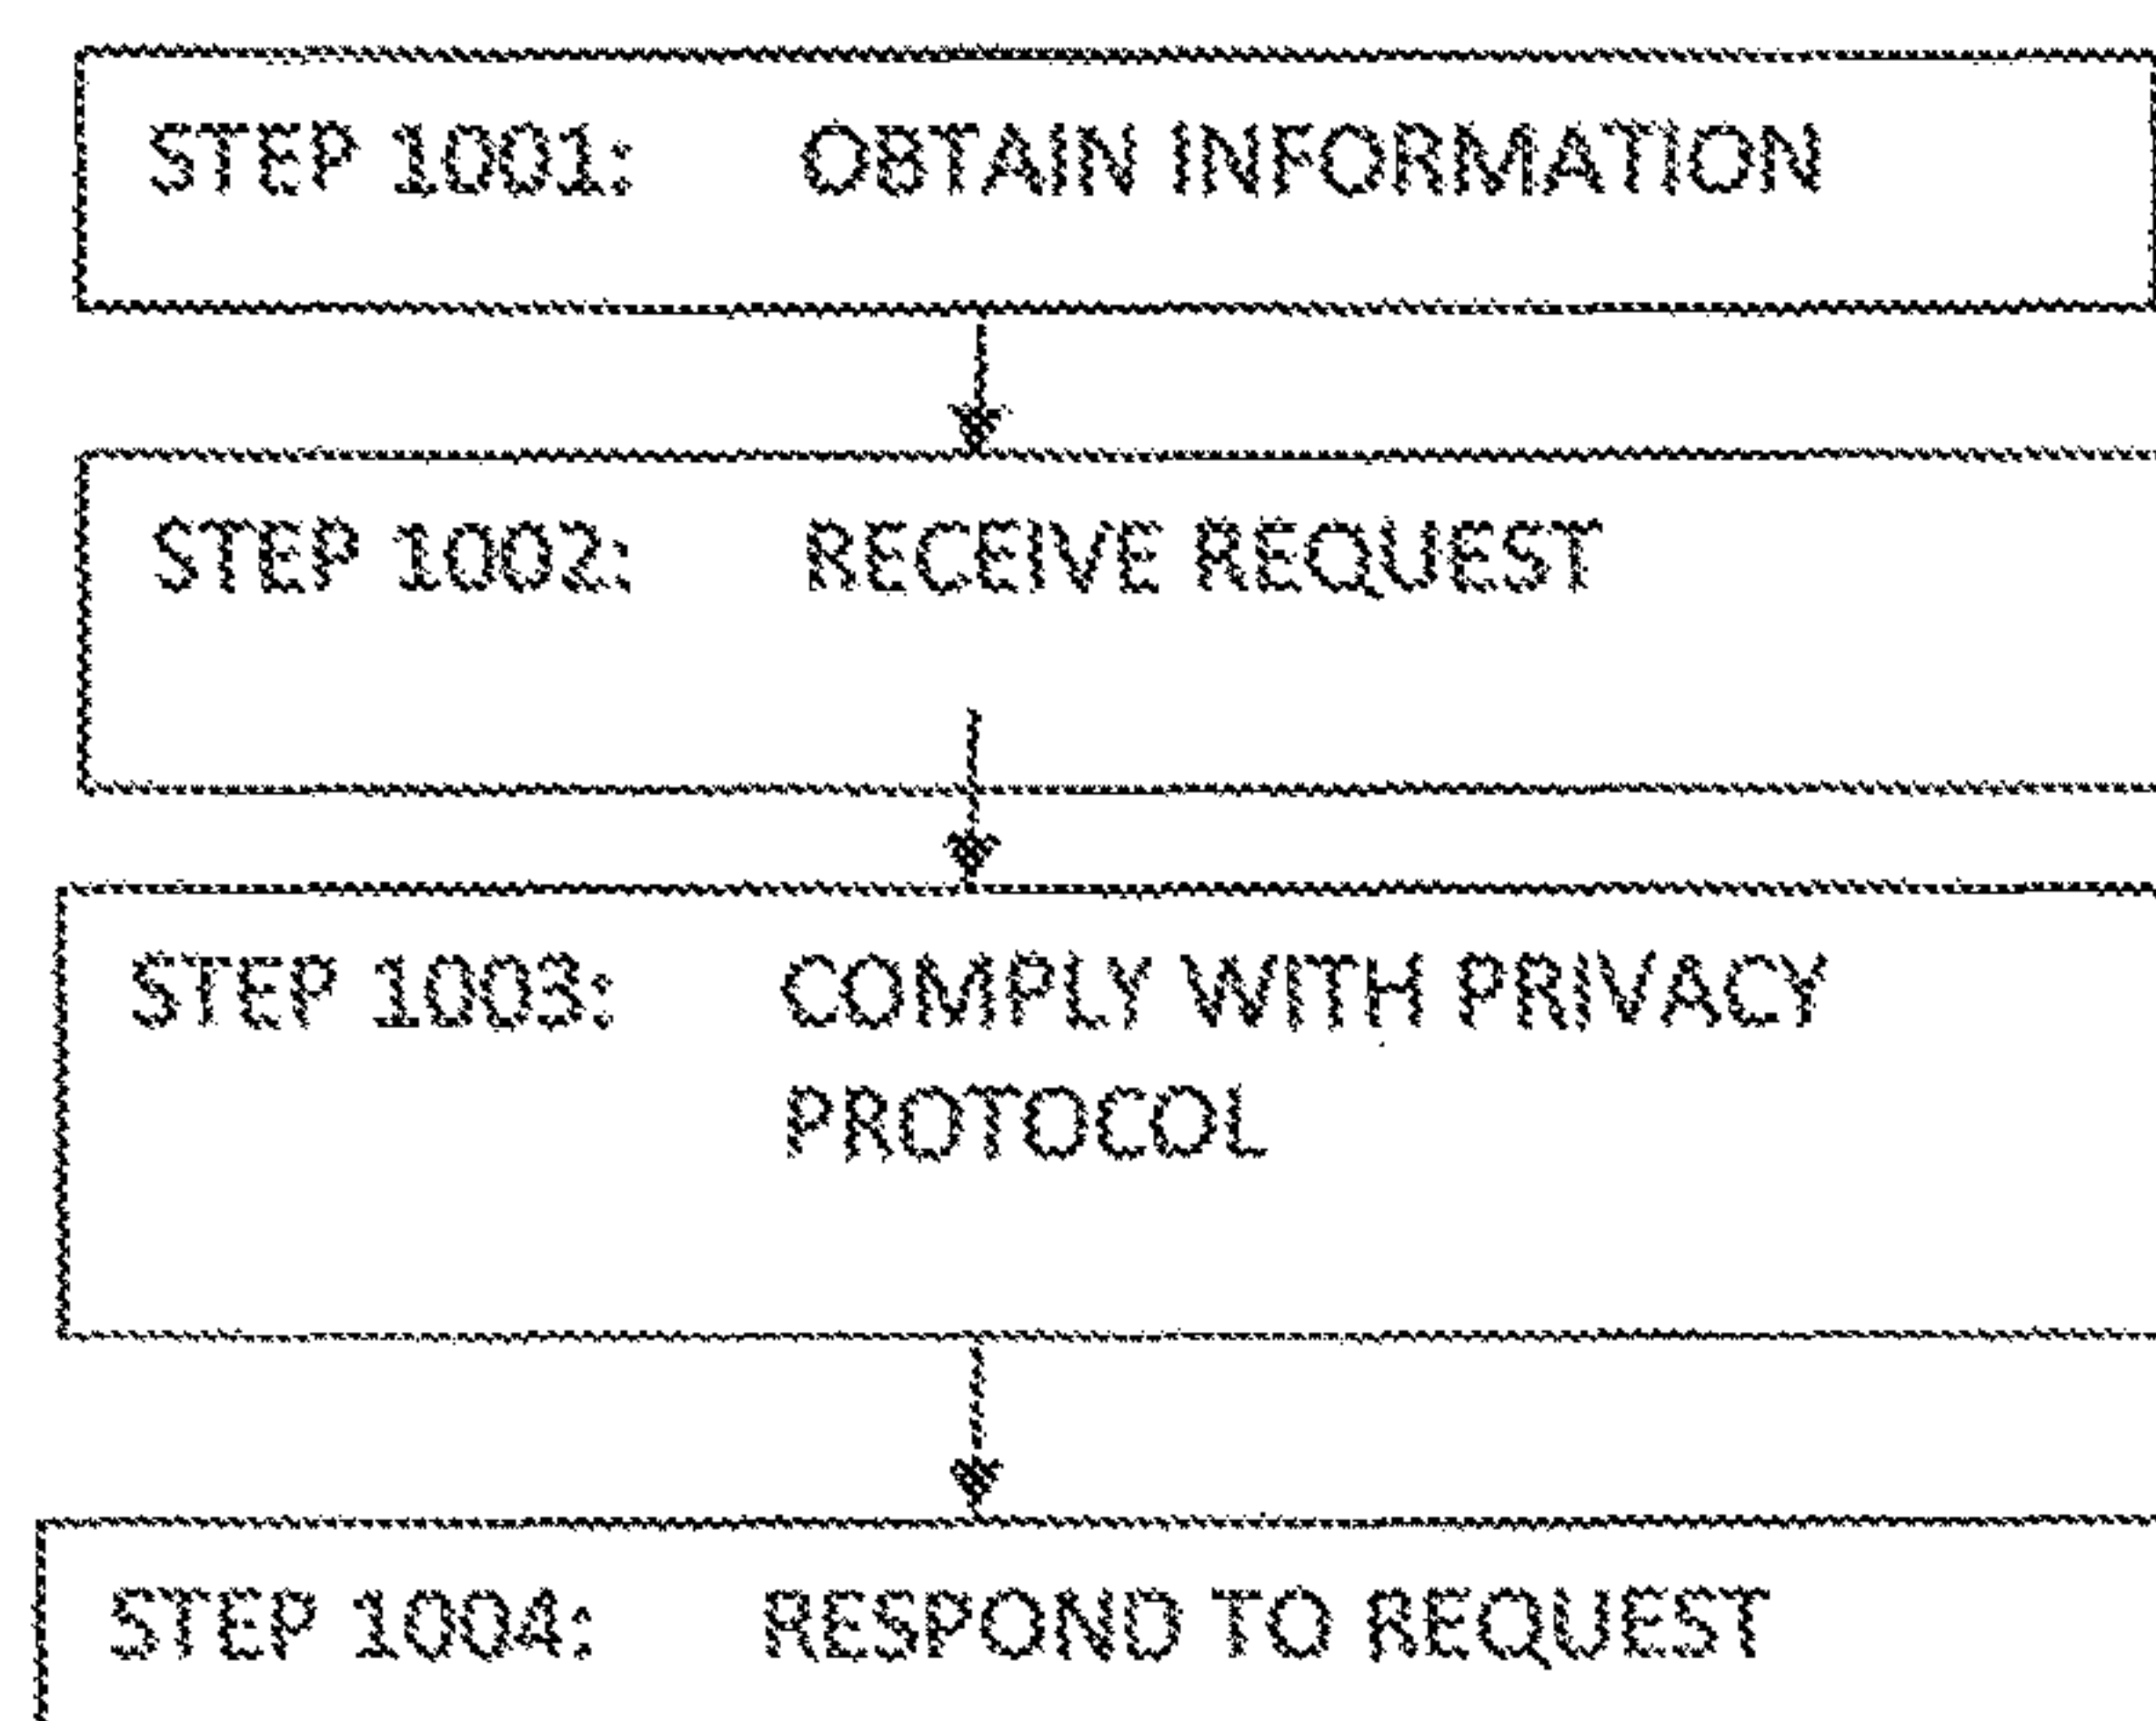 STEP 1001: OBTAIN INFORMATION
STEP 1002: RECEIVE REQUEST
STEP 1003: COMPLY WITH PRIVACY
PROTOCOL
STEP 1004: RESPOND TO REQUEST